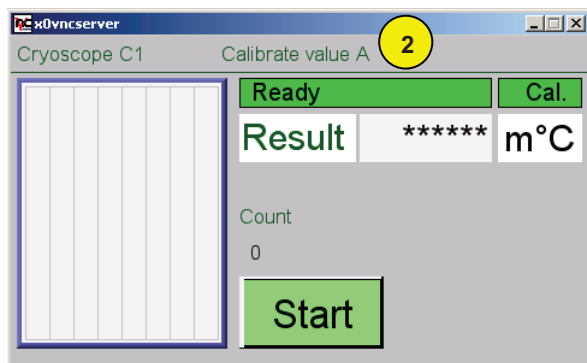 x0vncserver
Cryoscope C1 Calibrate value A 2
Ready Cal.
Result ****** m°C
Count
0
Start